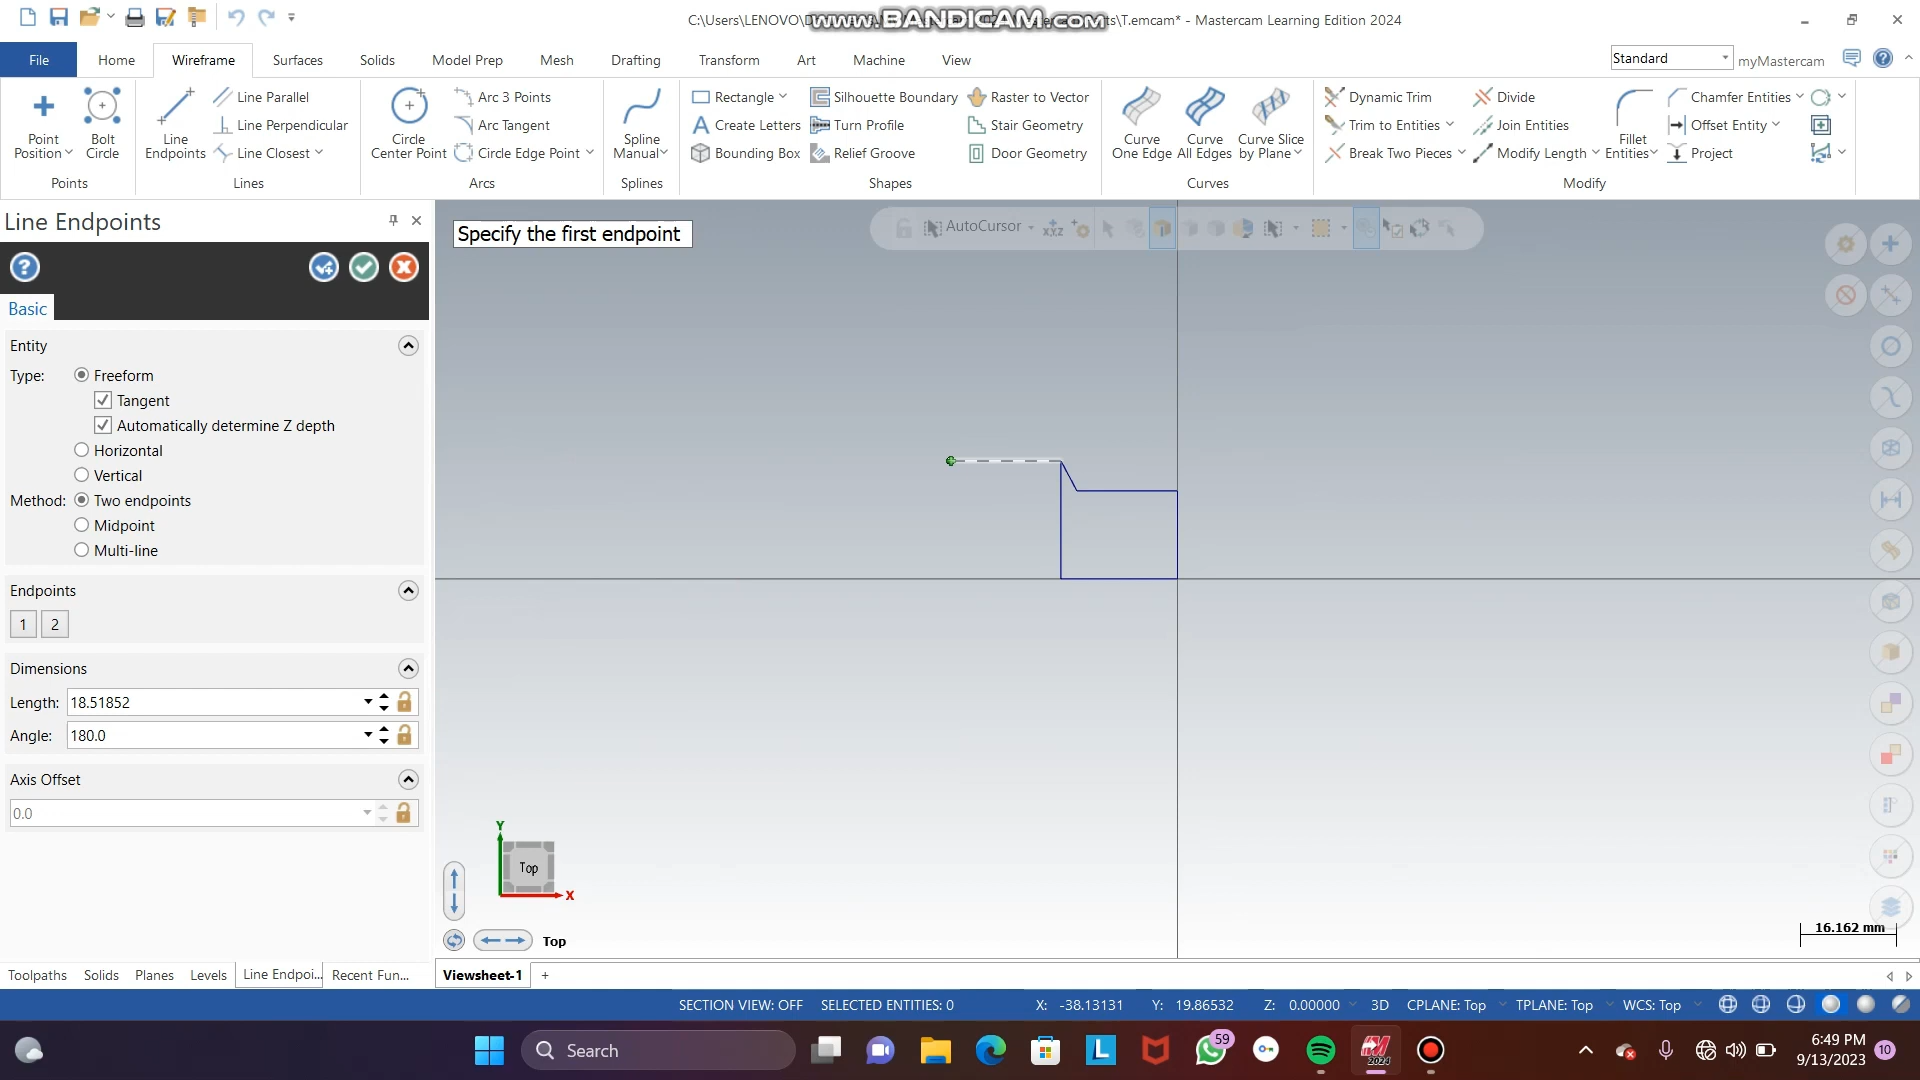 C:\Users\LENOVO\D
www.BANDICAM.com
T.emcam* - Mastercam Learning Edition 2024
File
Home
Wireframe
Surfaces
Solids
Model Prep
Mesh
Drafting
Transform
Art
Machine
View
Standard
myMastercam
Point
Position
Bolt
Circle
Points
Line
Endpoints
Line Parallel
Line Perpendicular
Line Closest
Lines
Circle
Center Point
Arc 3 Points
Arc Tangent
Circle Edge Point
Arcs
Spline
Manual
Splines
Rectangle
Create Letters
Bounding Box
Silhouette Boundary
Turn Profile
Relief Groove
Raster to Vector
Stair Geometry
Door Geometry
Shapes
Curve
One Edge
Curve
All Edges
Curve Slice
by Plane
Curves
Dynamic Trim
Trim to Entities
Break Two Pieces
Divide
Join Entities
Modify Length
Fillet
Entities
Chamfer Entities
Offset Entity
Project
Modify
Line Endpoints
Basic
Entity
Type:
Freeform
Tangent
Automatically determine Z depth
Horizontal
Vertical
Method:
Two endpoints
Midpoint
Multi-line
Endpoints
1
2
Dimensions
Length: 18.51852
Angle: 180.0
Axis Offset
0.0
Specify the first endpoint
AutoCursor
x,y,z
Y
Top
X
Top
16.162 mm
Toolpaths
Solids
Planes
Levels
Line Endpoi...
Recent Fun...
Viewsheet-1
+
SECTION VIEW: OFF
SELECTED ENTITIES: 0
X: -38.13131
Y: 19.86532
Z: 0.00000
3D
CPLANE: Top
TPLANE: Top
WCS: Top
Search
L
59
2024
6:49 PM
9/13/2023
10